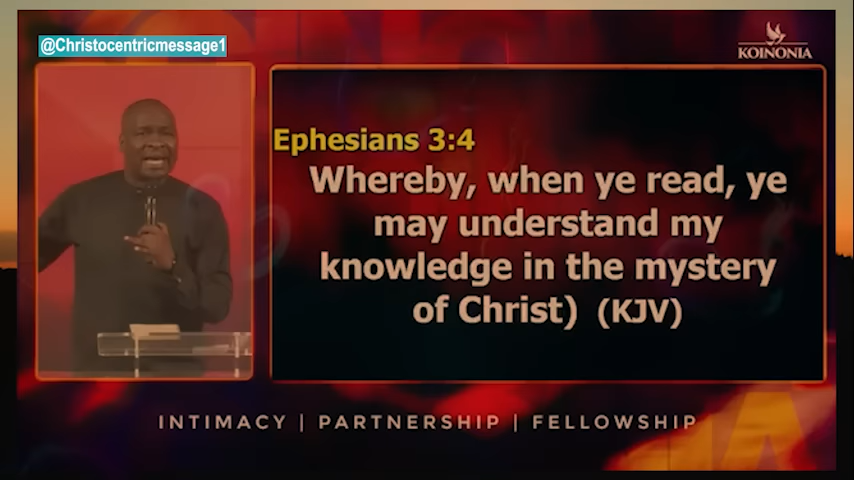 @Christocentricmessage1
KOINONIA
Ephesians 3:4
Whereby, when ye read, ye
may understand my
knowledge in the mystery
of Christ) (KJV)
INTIMACY | PARTNERSHIP | FELLOWSHIP